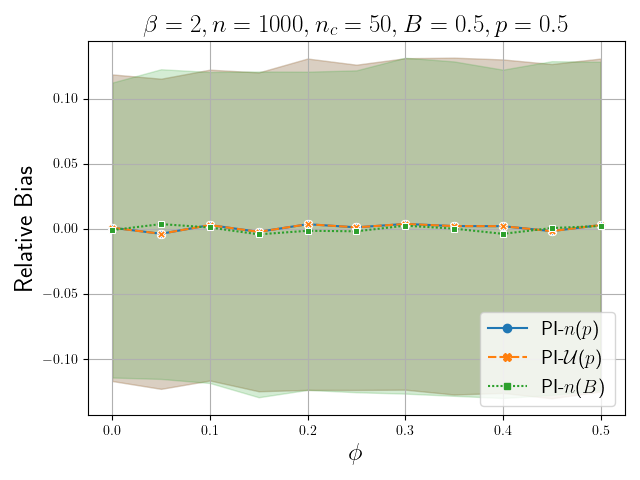 β = 2, n = 1000, n_c = 50, B = 0.5, p = 0.5
Relative Bias
0.10
0.05
0.00
−0.05
−0.10
PI-n(p)
PI-𝒰(p)
PI-n(B)
0.0 0.1 0.2 0.3 0.4 0.5
ϕ